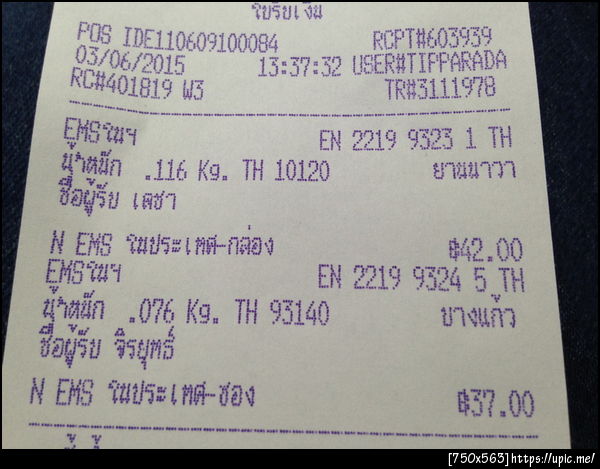 ใบรับเงิน
POS IDE110609100084 RCPT#603939
03/06/2015 13:37:32 USER#TIPPARADA
RC#401819 W3 TR#3111978
EMSในฯ EN 2219 9323 1 TH
น้ำหนัก .116 Kg. TH 10120 ยานนาวา
ชื่อผู้รับ เดชา
N EMS ในประเทศ-กล่อง ฿42.00
EMSในฯ EN 2219 9324 5 TH
น้ำหนัก .076 Kg. TH 93140 บางแก้ว
ชื่อผู้รับ จิรยุทธ์
N EMS ในประเทศ-ซอง ฿37.00
[750x563]https://upic.me/